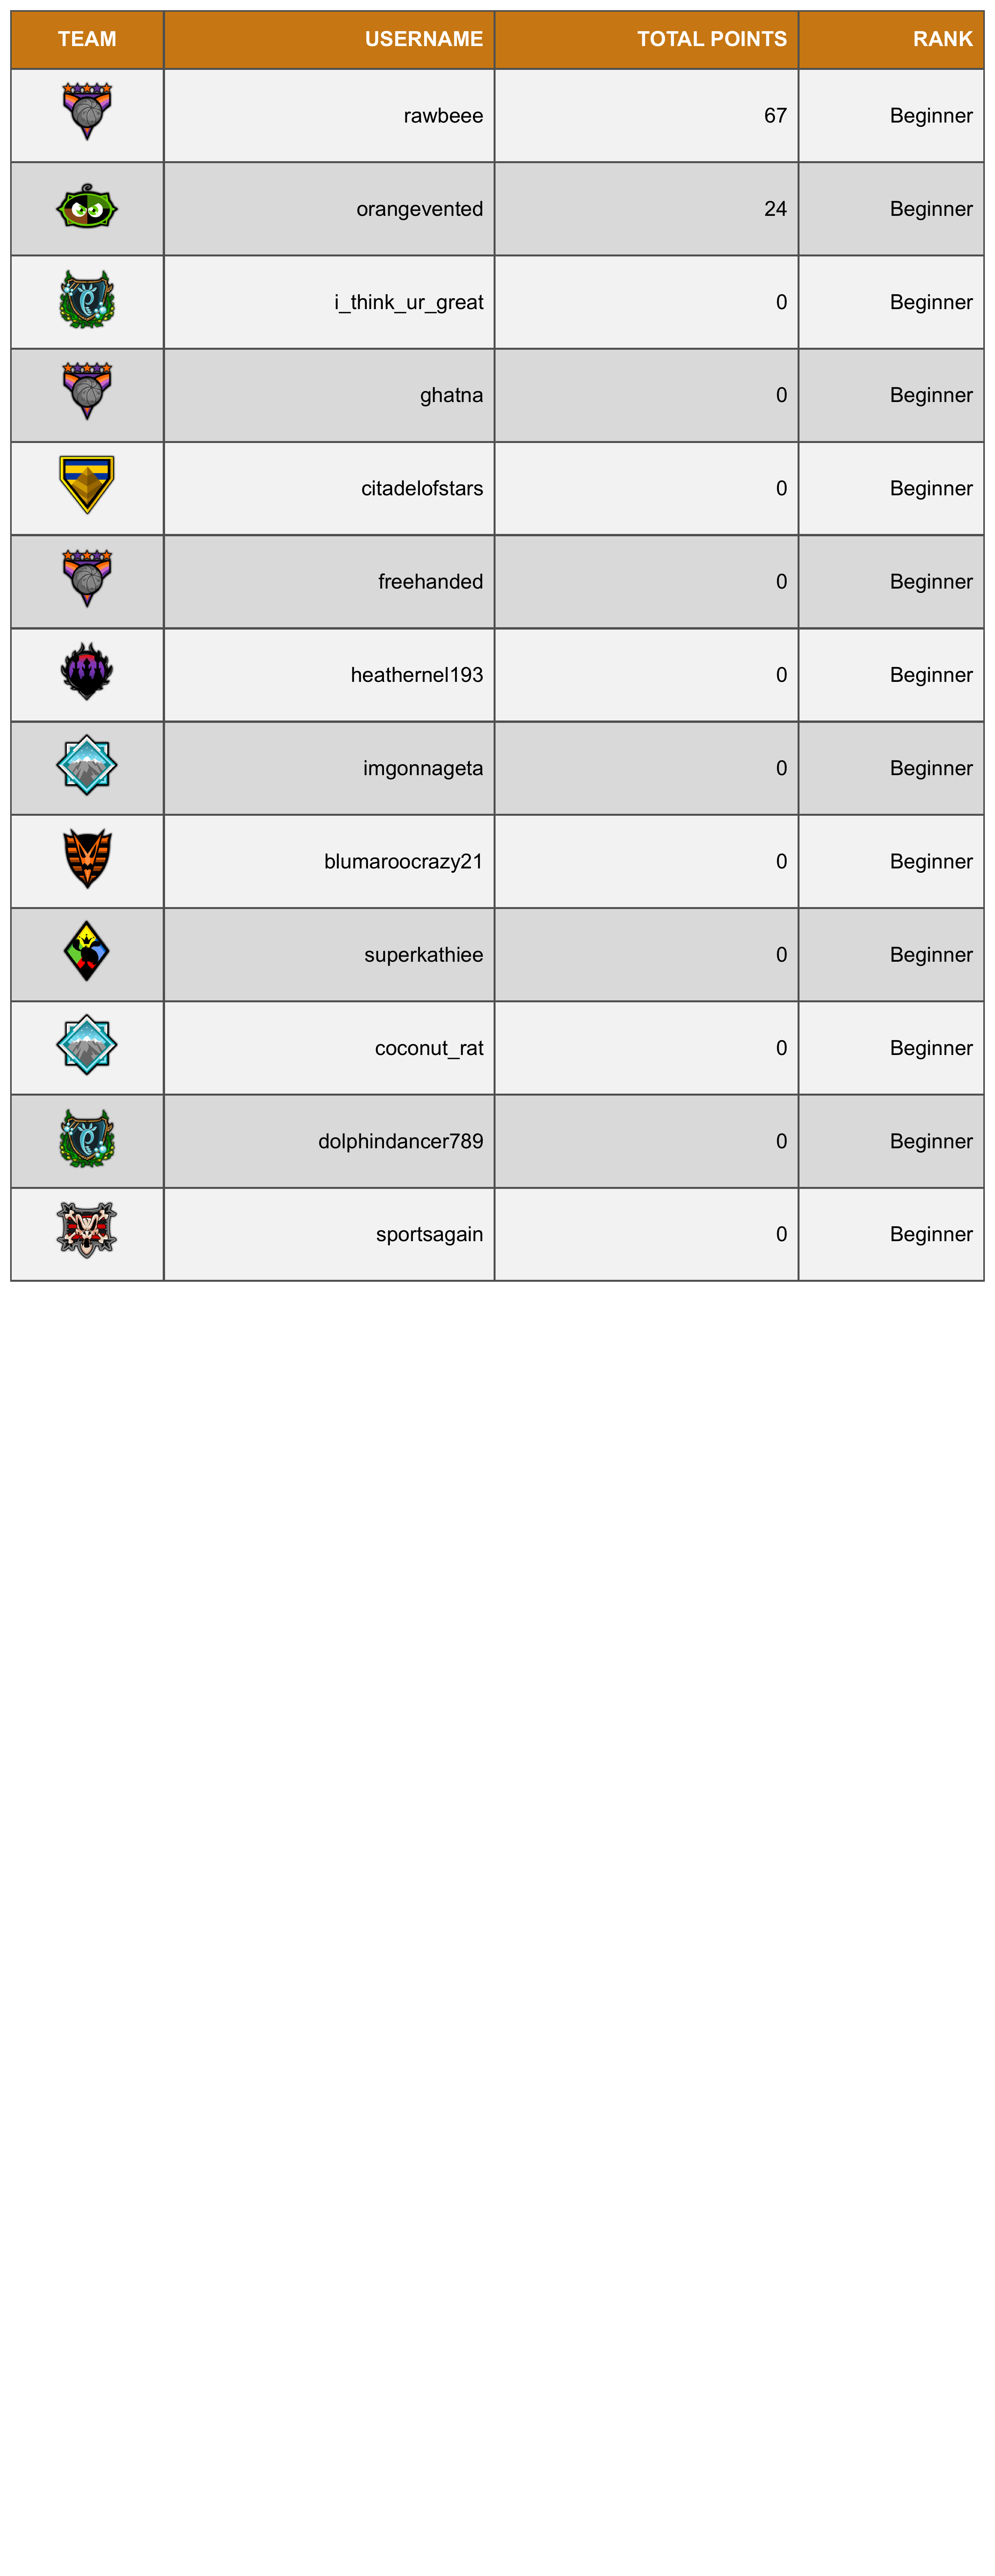 TEAM USERNAME TOTAL POINTS RANK
rawbeee 67 Beginner
orangevented 24 Beginner
i_think_ur_great 0 Beginner
ghatna 0 Beginner
citadelofstars 0 Beginner
freehanded 0 Beginner
heathernel193 0 Beginner
imgonnageta 0 Beginner
blumaroocrazy21 0 Beginner
superkathiee 0 Beginner
coconut_rat 0 Beginner
dolphindancer789 0 Beginner
sportsagain 0 Beginner